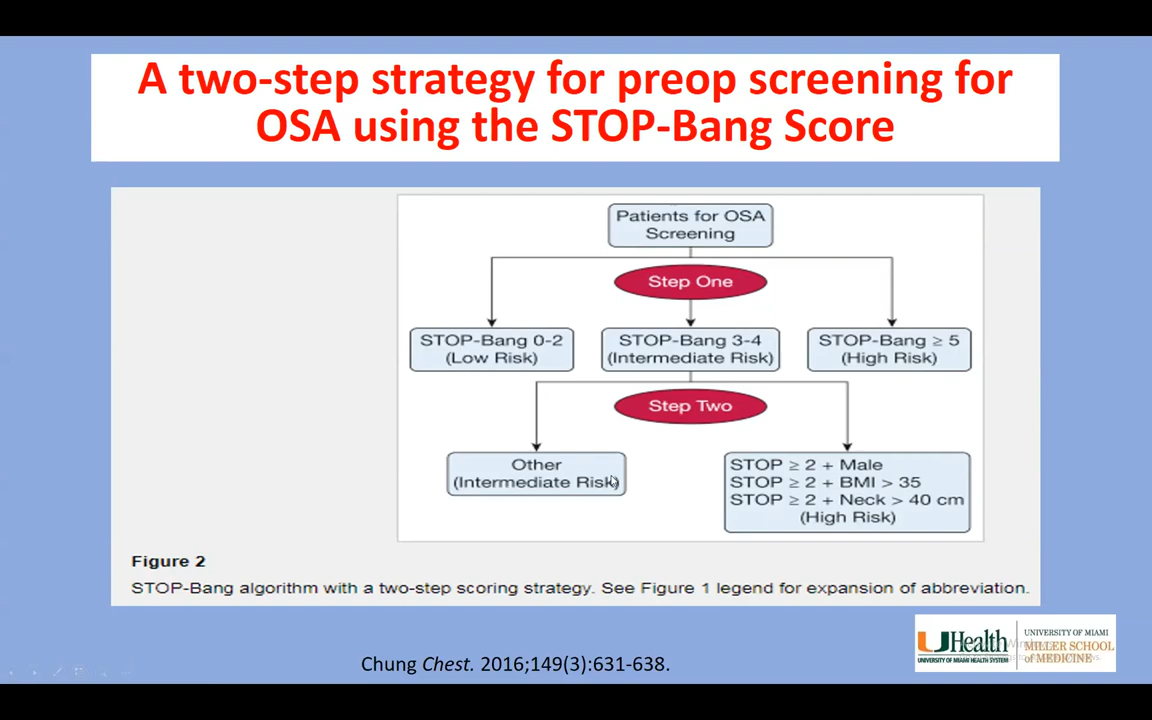 A two-step strategy for preop screening for
OSA using the STOP-Bang Score
Patients for OSA
Screening
Step One
STOP-Bang 0-2
(Low Risk)
STOP-Bang 3-4
(Intermediate Risk)
STOP-Bang ≥ 5
(High Risk)
Step Two
Other
(Intermediate Risk)
STOP ≥ 2 + Male
STOP ≥ 2 + BMI > 35
STOP ≥ 2 + Neck > 40 cm
(High Risk)
Figure 2
STOP-Bang algorithm with a two-step scoring strategy. See Figure 1 legend for expansion of abbreviation.
Chung Chest. 2016;149(3):631-638.
UHealth
UNIVERSITY OF MIAMI HEALTH SYSTEM
UNIVERSITY OF MIAMI
MILLER SCHOOL
of MEDICINE